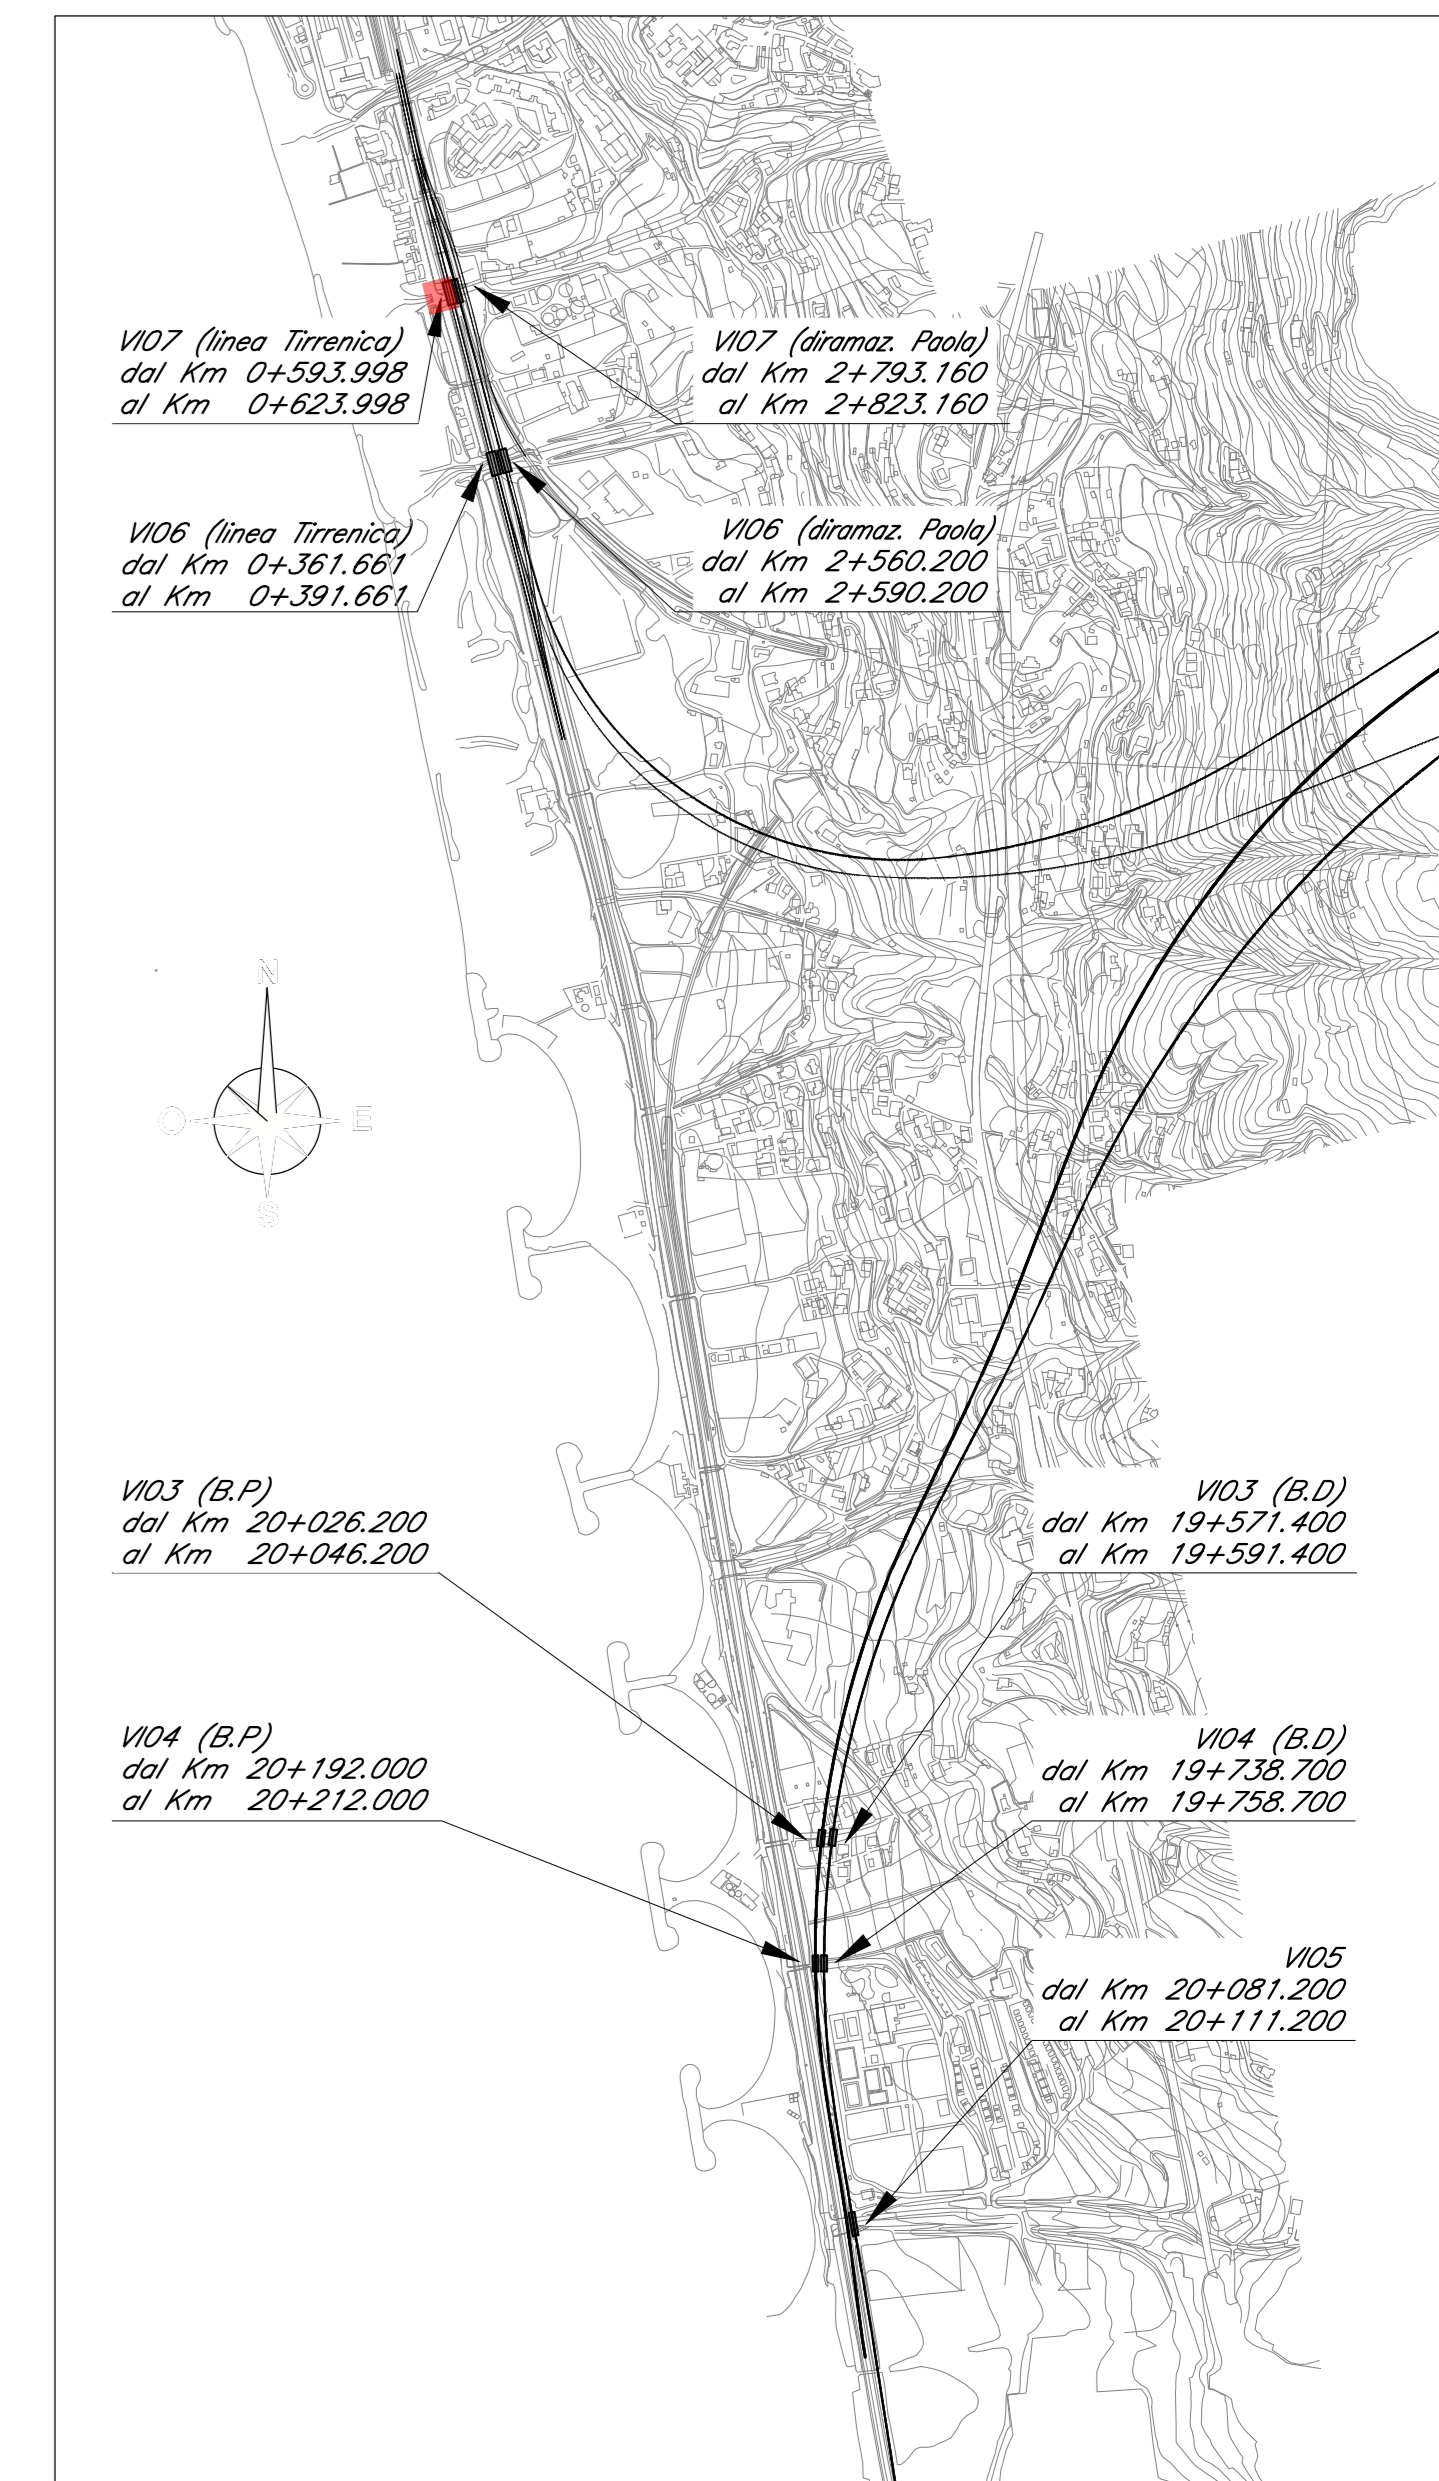 VI07 (linea Tirrenica)
dal Km 0+593.998
al Km 0+623.998
VI07 (diramaz. Paola)
dal Km 2+793.160
al Km 2+823.160
VI06 (linea Tirrenica)
dal Km 0+361.661
al Km 0+391.661
VI06 (diramaz. Paola)
dal Km 2+560.200
al Km 2+590.200
N
O
E
S
VI03 (B.P)
dal Km 20+026.200
al Km 20+046.200
VI03 (B.D)
dal Km 19+571.400
al Km 19+591.400
VI04 (B.P)
dal Km 20+192.000
al Km 20+212.000
VI04 (B.D)
dal Km 19+738.700
al Km 19+758.700
VI05
dal Km 20+081.200
al Km 20+111.200